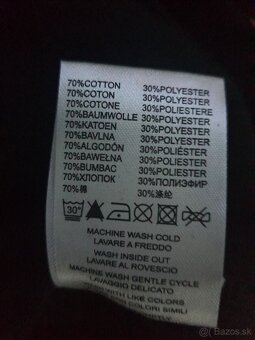 70%COTTON 30%POLYESTER
70%COTON 30%POLYESTER
70%COTONE 30%POLIESTERE
70%BAUMWOLLE 30%POLYESTER
70%KATOEN 30%POLYESTER
70%BAVLNA 30%POLYESTER
70%ALGODÓN 30%POLIÉSTER
70%BAWEŁNA 30%POLIESTER
70%BUMBAC 30%POLIESTER
70%ХЛОПОК 30%ПОЛИЭФИР
70%棉 30%涤纶
30°
MACHINE WASH COLD
LAVARE A FREDDO
WASH INSIDE OUT
LAVARE AL ROVESCIO
MACHINE WASH GENTLE CYCLE
LAVAGGIO DELICATO
WITH LIKE COLORS
COLORI SIMILI
Bazos.sk